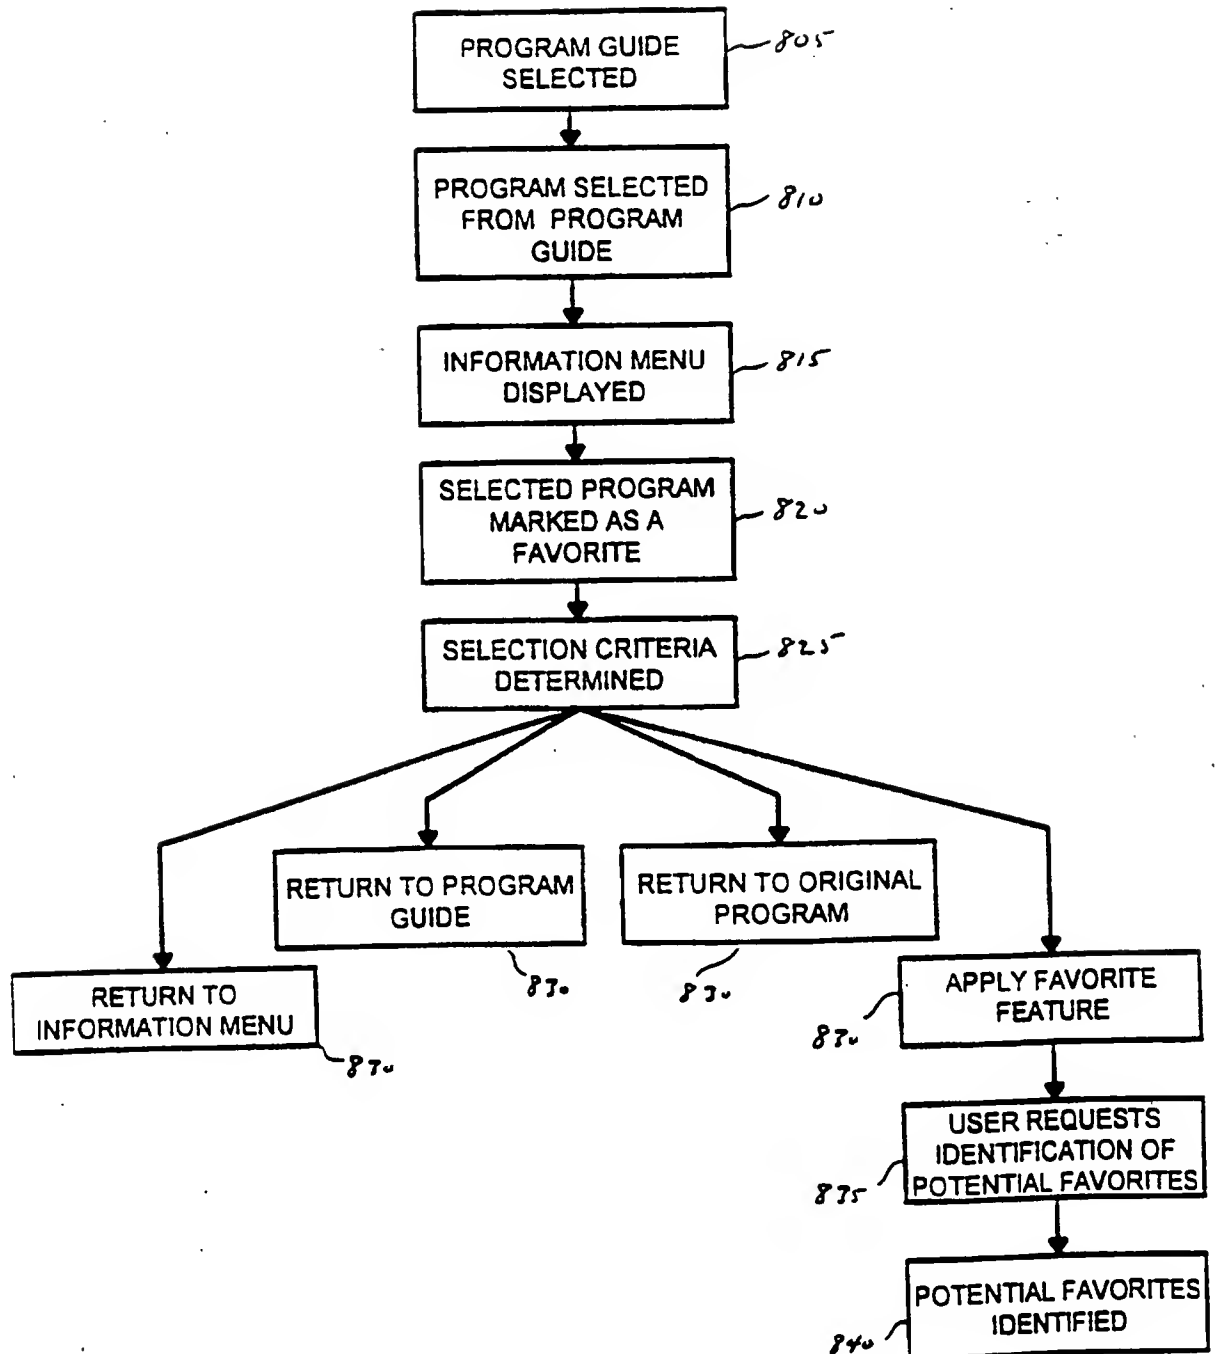 PROGRAM GUIDE
SELECTED
805
PROGRAM SELECTED
FROM PROGRAM
GUIDE
810
INFORMATION MENU
DISPLAYED
815
SELECTED PROGRAM
MARKED AS A
FAVORITE
820
SELECTION CRITERIA
DETERMINED
825
RETURN TO PROGRAM
GUIDE
830
RETURN TO ORIGINAL
PROGRAM
830
RETURN TO
INFORMATION MENU
830
APPLY FAVORITE
FEATURE
830
USER REQUESTS
IDENTIFICATION OF
POTENTIAL FAVORITES
835
POTENTIAL FAVORITES
IDENTIFIED
840